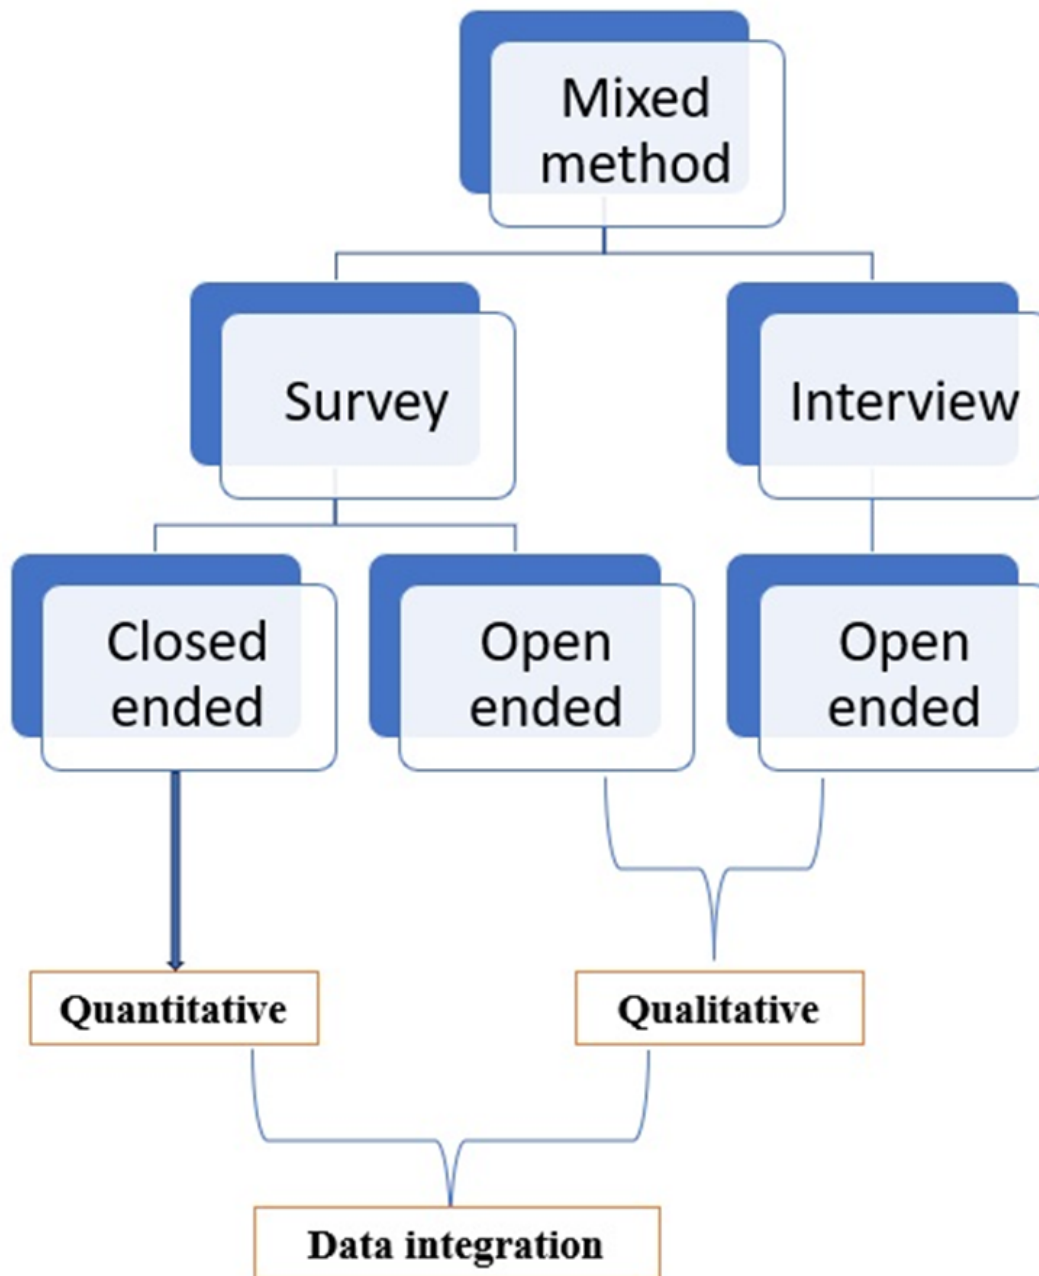 Mixed
method
Survey
Interview
Closed
ended
Open
ended
Open
ended
Quantitative
Qualitative
Data integration